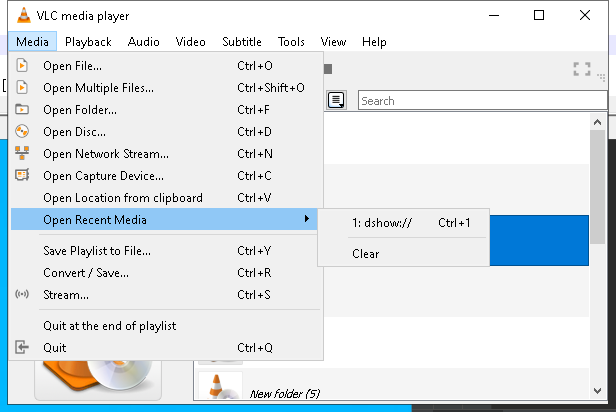 VLC media player
Media Playback Audio Video Subtitle Tools View Help
Open File... Ctrl+O
Open Multiple Files... Ctrl+Shift+O
Search
Open Folder... Ctrl+F
Open Disc... Ctrl+D
Open Network Stream... Ctrl+N
Open Capture Device... Ctrl+C
Open Location from clipboard Ctrl+V
Open Recent Media
1: dshow:// Ctrl+1
Clear
Save Playlist to File... Ctrl+Y
Convert / Save... Ctrl+R
Stream... Ctrl+S
Quit at the end of playlist
Quit Ctrl+Q
New folder (5)